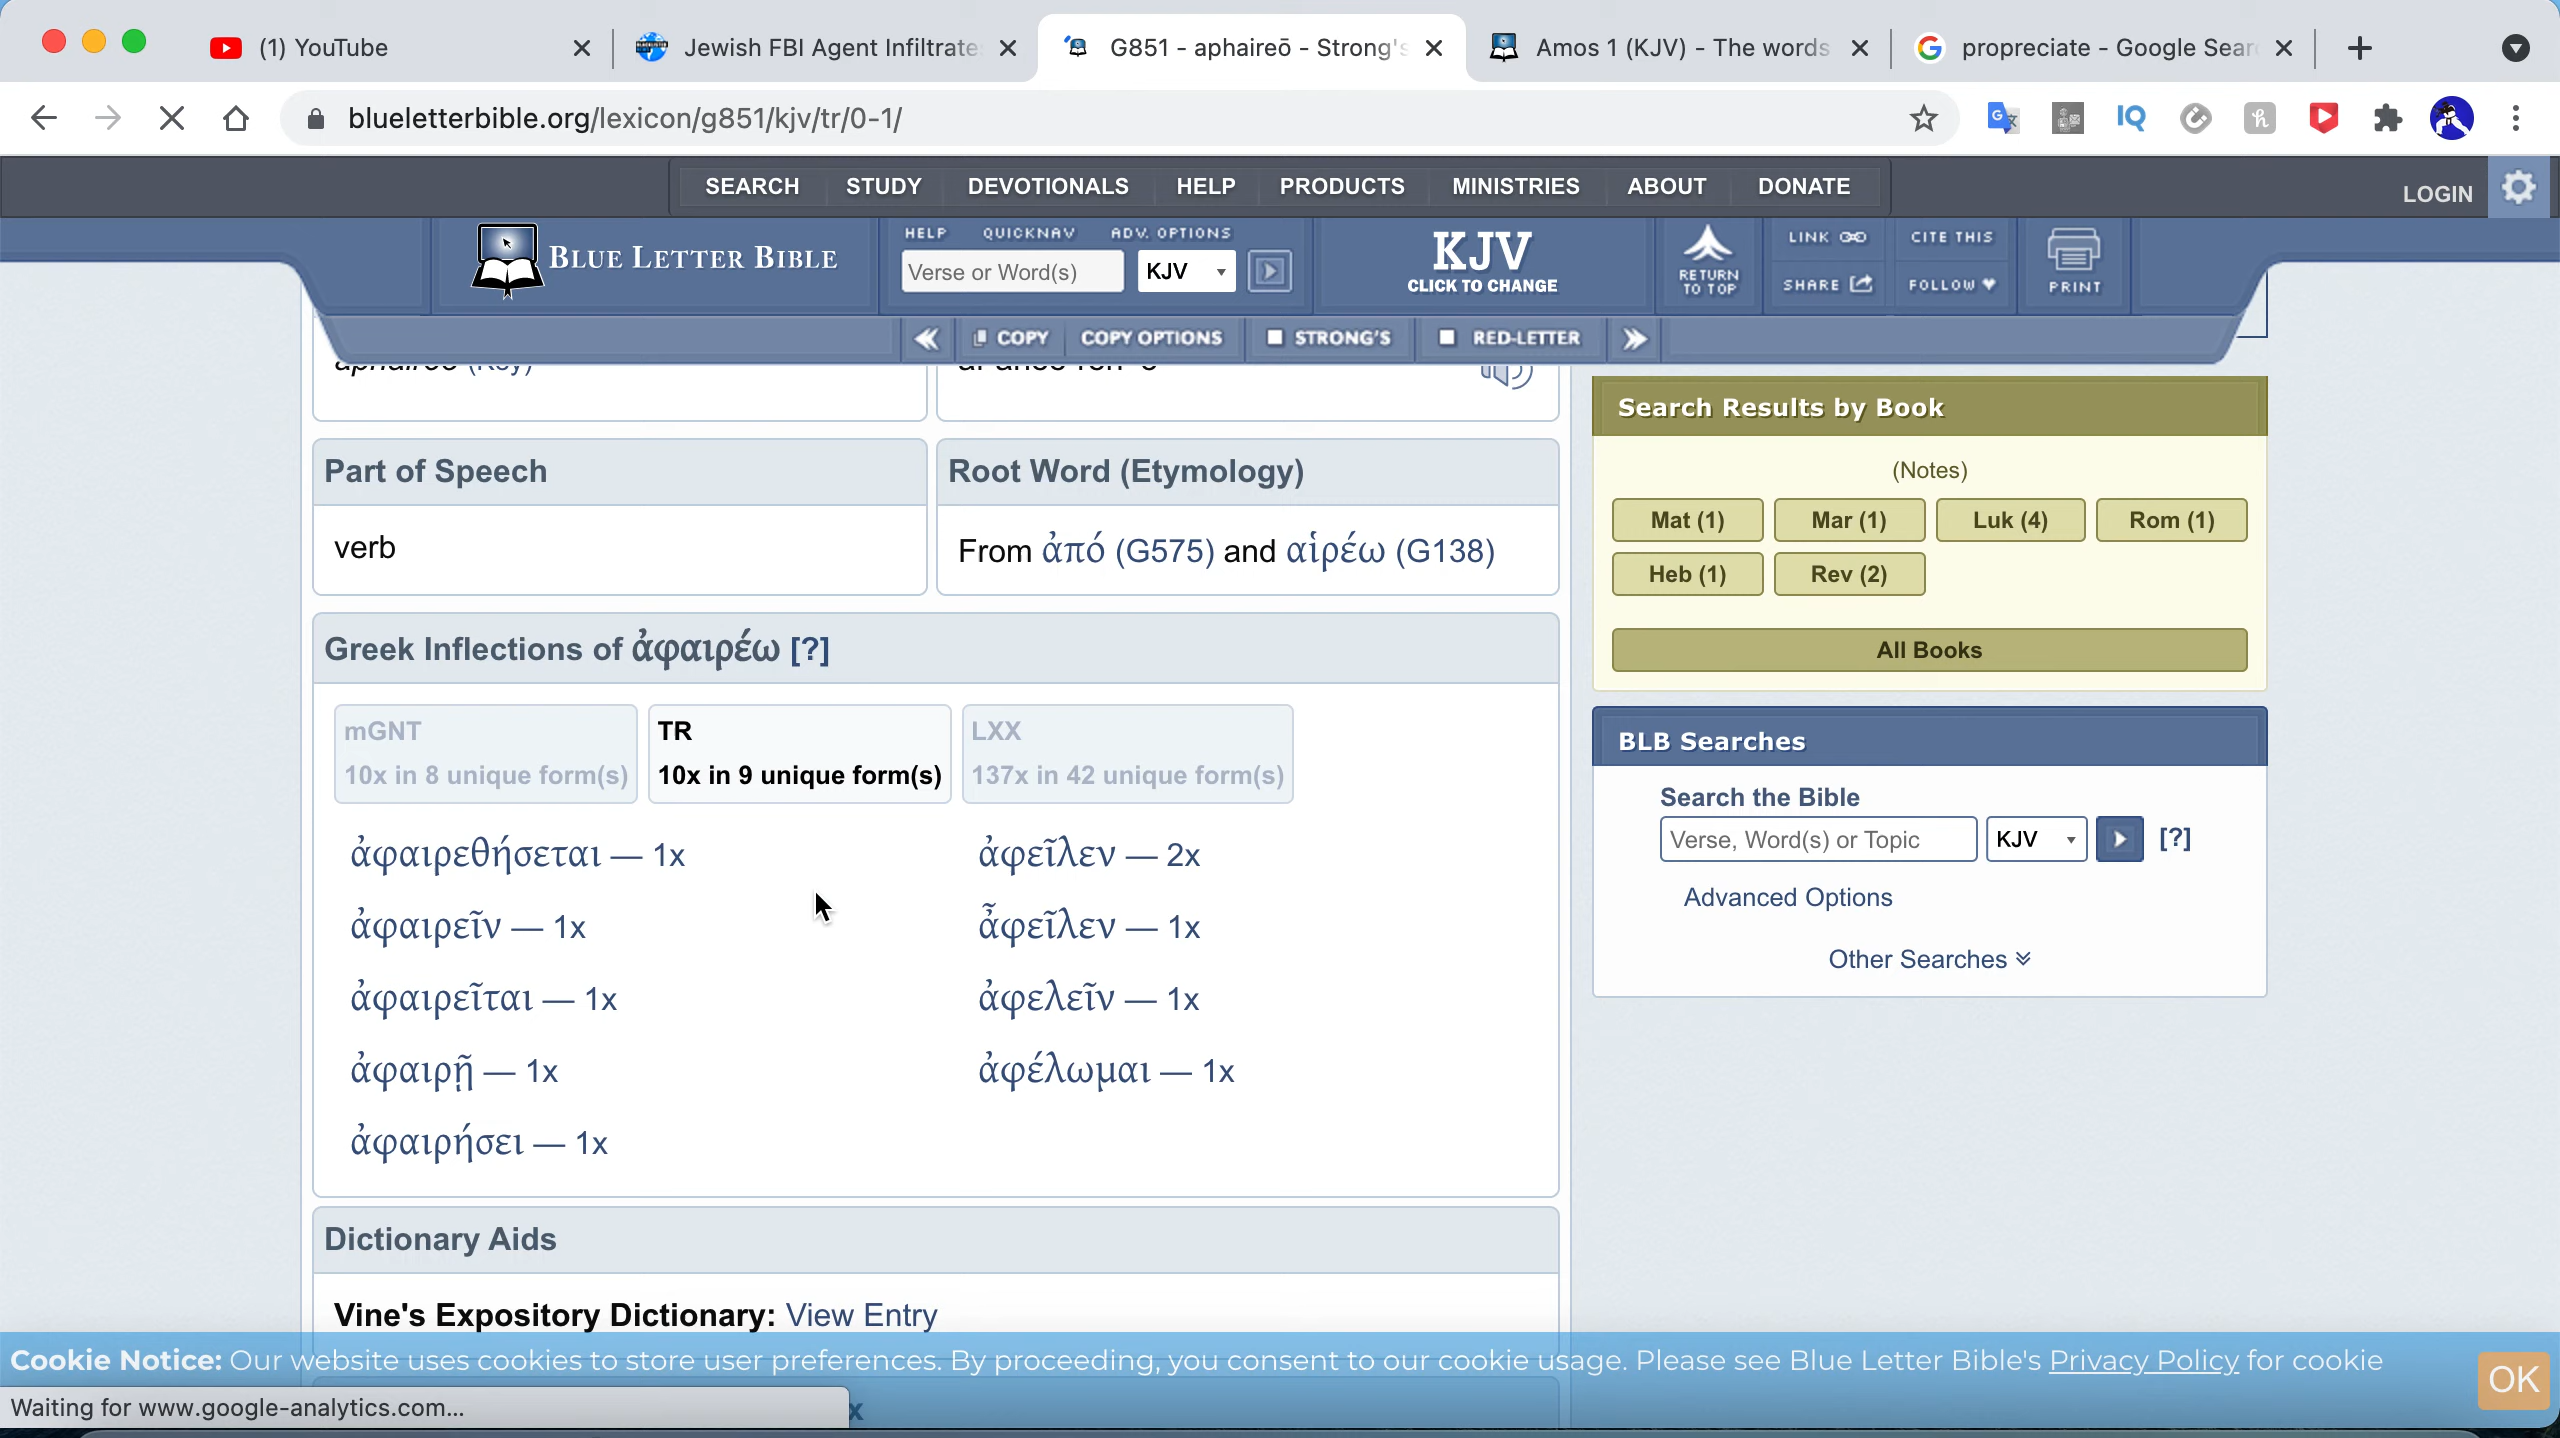 (1) YouTube
Jewish FBI Agent Infiltrate
G851 - aphaireō - Strong's
Amos 1 (KJV) - The words
propreciate - Google Sear
blueletterbible.org/lexicon/g851/kjv/tr/0-1/
SEARCH STUDY DEVOTIONALS HELP PRODUCTS MINISTRIES ABOUT DONATE
LOGIN
BLUE LETTER BIBLE
HELP QUICKNAV ADV. OPTIONS
Verse or Word(s) KJV
KJV
CLICK TO CHANGE
RETURN
TO TOP
LINK CITE THIS
SHARE FOLLOW
PRINT
COPY COPY OPTIONS STRONG'S RED-LETTER
aphaireō (Key)
Part of Speech
verb
Root Word (Etymology)
From ἀπό (G575) and αἱρέω (G138)
Greek Inflections of ἀφαιρέω [?]
mGNT
10x in 8 unique form(s)
TR
10x in 9 unique form(s)
LXX
137x in 42 unique form(s)
ἀφαιρεθήσεται — 1x
ἀφαιρεῖν — 1x
ἀφαιρεῖται — 1x
ἀφαιρῇ — 1x
ἀφαιρήσει — 1x
ἀφεῖλεν — 2x
ἆφεῖλεν — 1x
ἀφελεῖν — 1x
ἀφέλωμαι — 1x
Dictionary Aids
Vine's Expository Dictionary: View Entry
Search Results by Book
(Notes)
Mat (1) Mar (1) Luk (4) Rom (1)
Heb (1) Rev (2)
All Books
BLB Searches
Search the Bible
Verse, Word(s) or Topic KJV [?]
Advanced Options
Other Searches
Cookie Notice: Our website uses cookies to store user preferences. By proceeding, you consent to our cookie usage. Please see Blue Letter Bible's Privacy Policy for cookie
OK
Waiting for www.google-analytics.com...